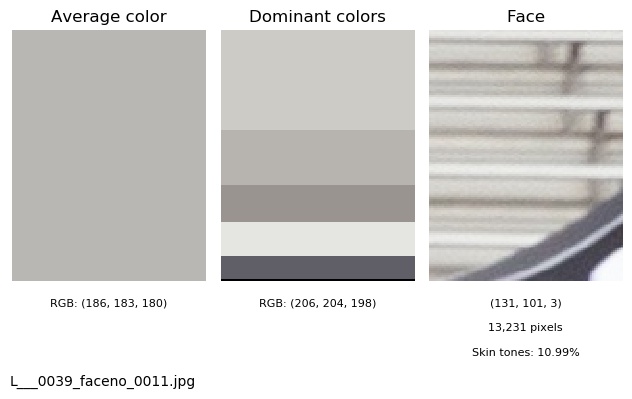 Average color
Dominant colors
Face
RGB: (186, 183, 180)
RGB: (206, 204, 198)
(131, 101, 3)
13,231 pixels
Skin tones: 10.99%
L___0039_faceno_0011.jpg